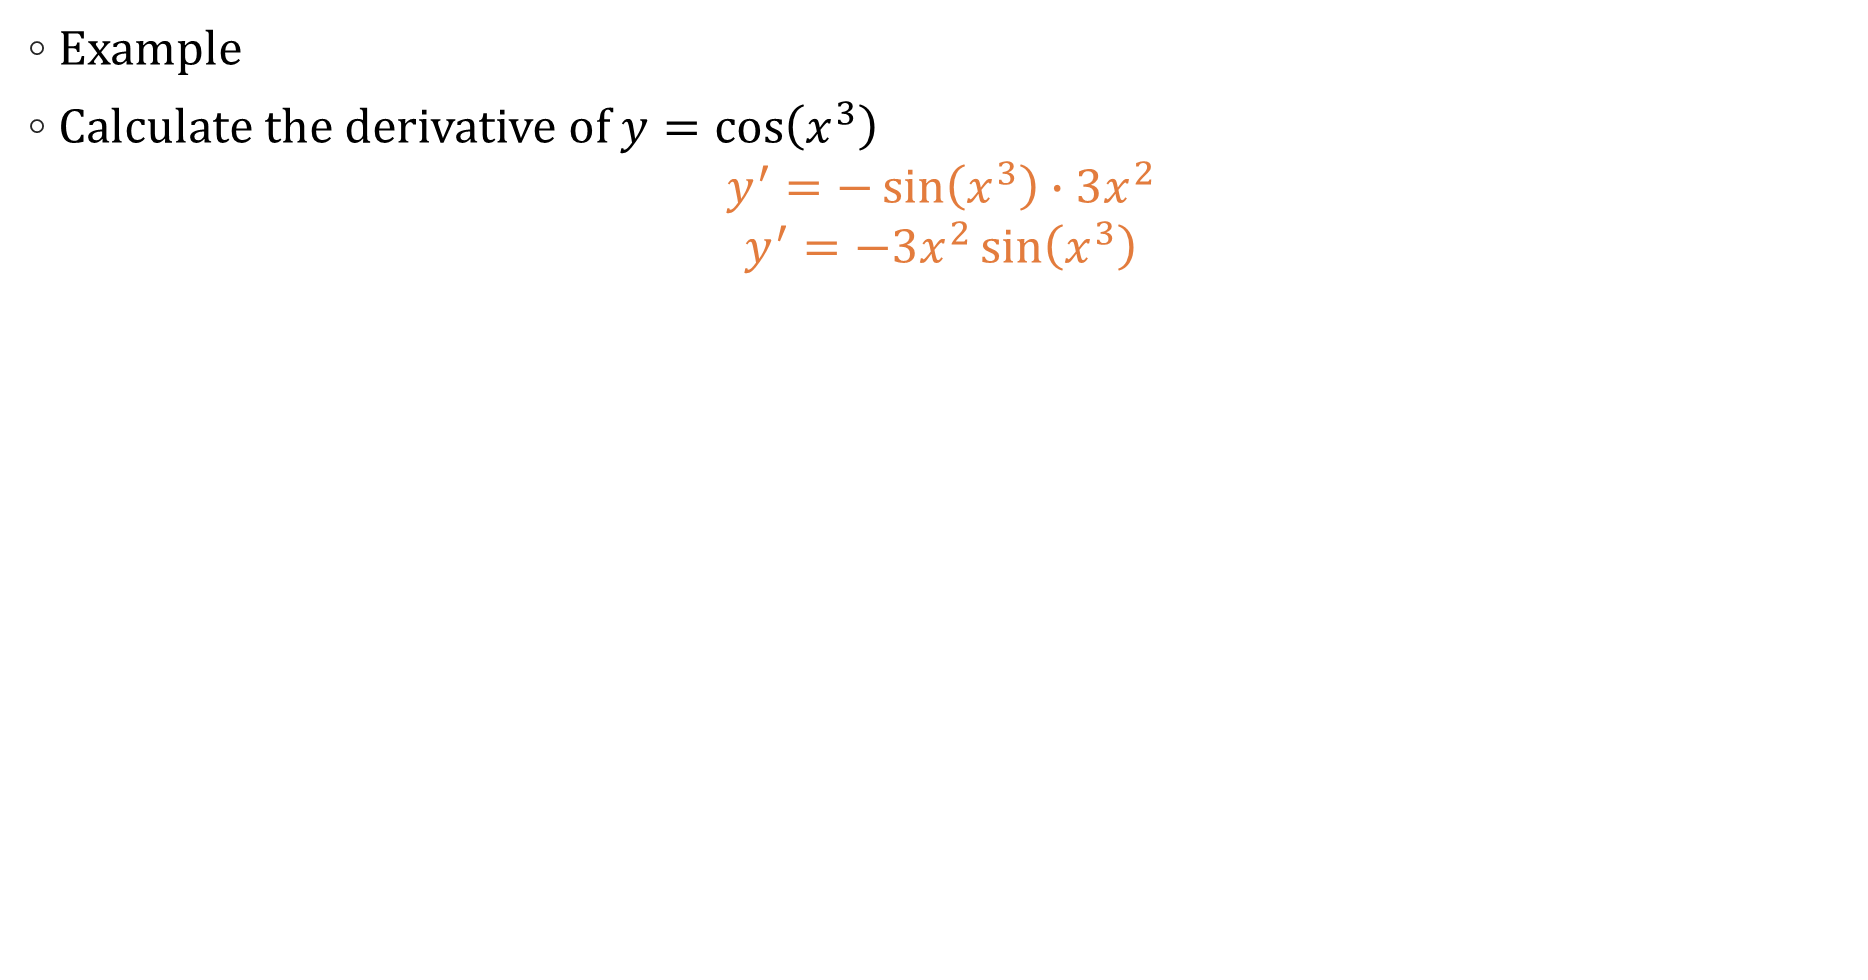 ◦ Example
◦ Calculate the derivative of y = cos(x³)
y′ = − sin(x³) · 3x²
y′ = −3x² sin(x³)